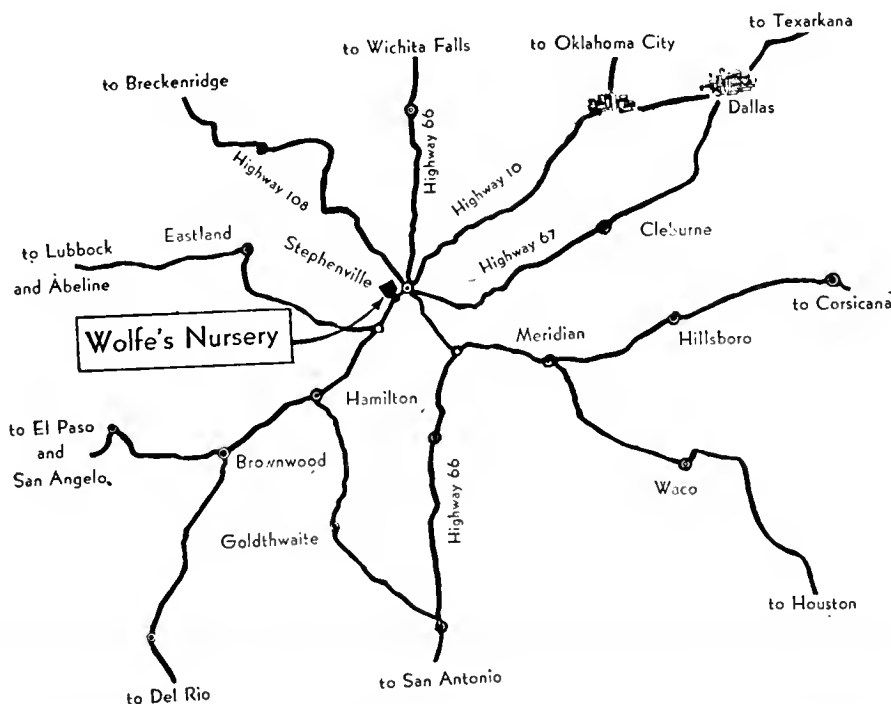 to Texarkana
to Wichita Falls
to Oklahoma City
to Breckenridge
Dallas
Highway 66
Highway 108
Highway 10
Highway 67
Cleburne
Eastland
Stephenville
to Lubbock
and Abeline
to Corsicana
Wolfe's Nursery
Meridian
Hillsboro
Hamilton
to El Paso
and
San Angelo
Brownwood
Highway 66
Waco
Goldthwaite
to Houston
to San Antonio
to Del Rio